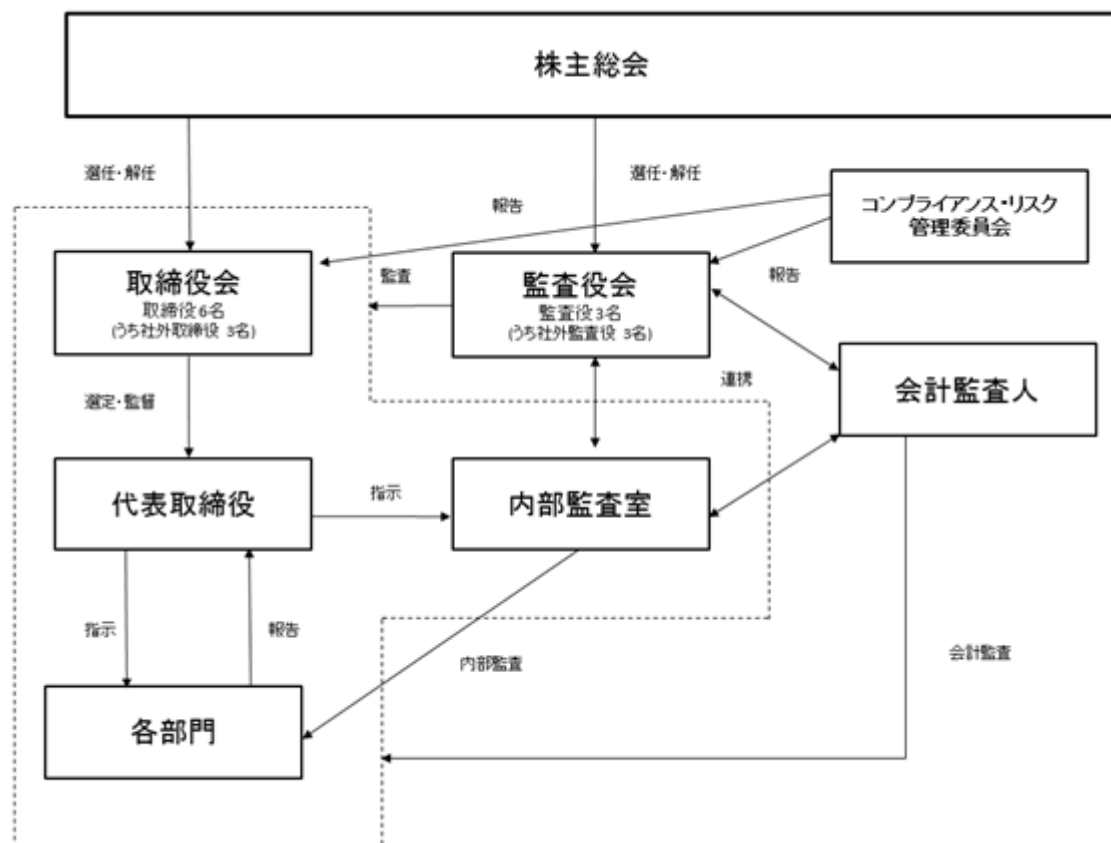 株主総会
選任・解任
選任・解任
報告
コンプライアンス・リスク
管理委員会
取締役会
取締役6名
(うち社外取締役 3名)
監査
監査役会
監査役3名
(うち社外監査役 3名)
報告
選定・監督
連携
会計監査人
代表取締役
指示
内部監査室
指示
報告
内部監査
会計監査
各部門